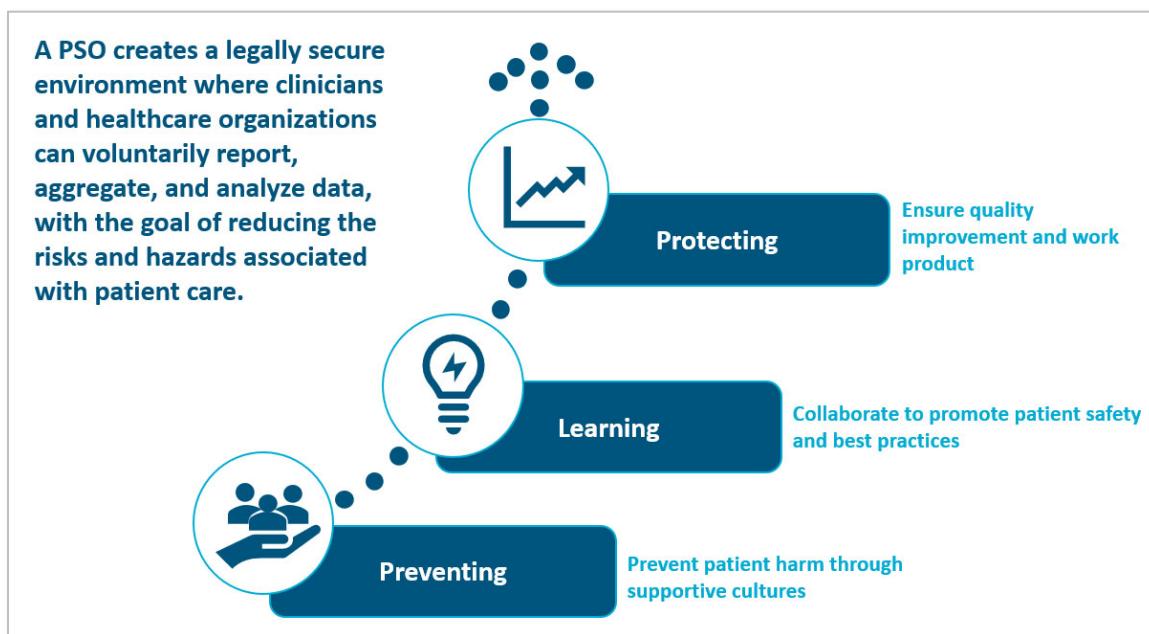 A PSO creates a legally secure
environment where clinicians
and healthcare organizations
can voluntarily report,
aggregate, and analyze data,
with the goal of reducing the
risks and hazards associated
with patient care.
Protecting
Ensure quality
improvement and work
product
Learning
Collaborate to promote patient safety
and best practices
Preventing
Prevent patient harm through
supportive cultures